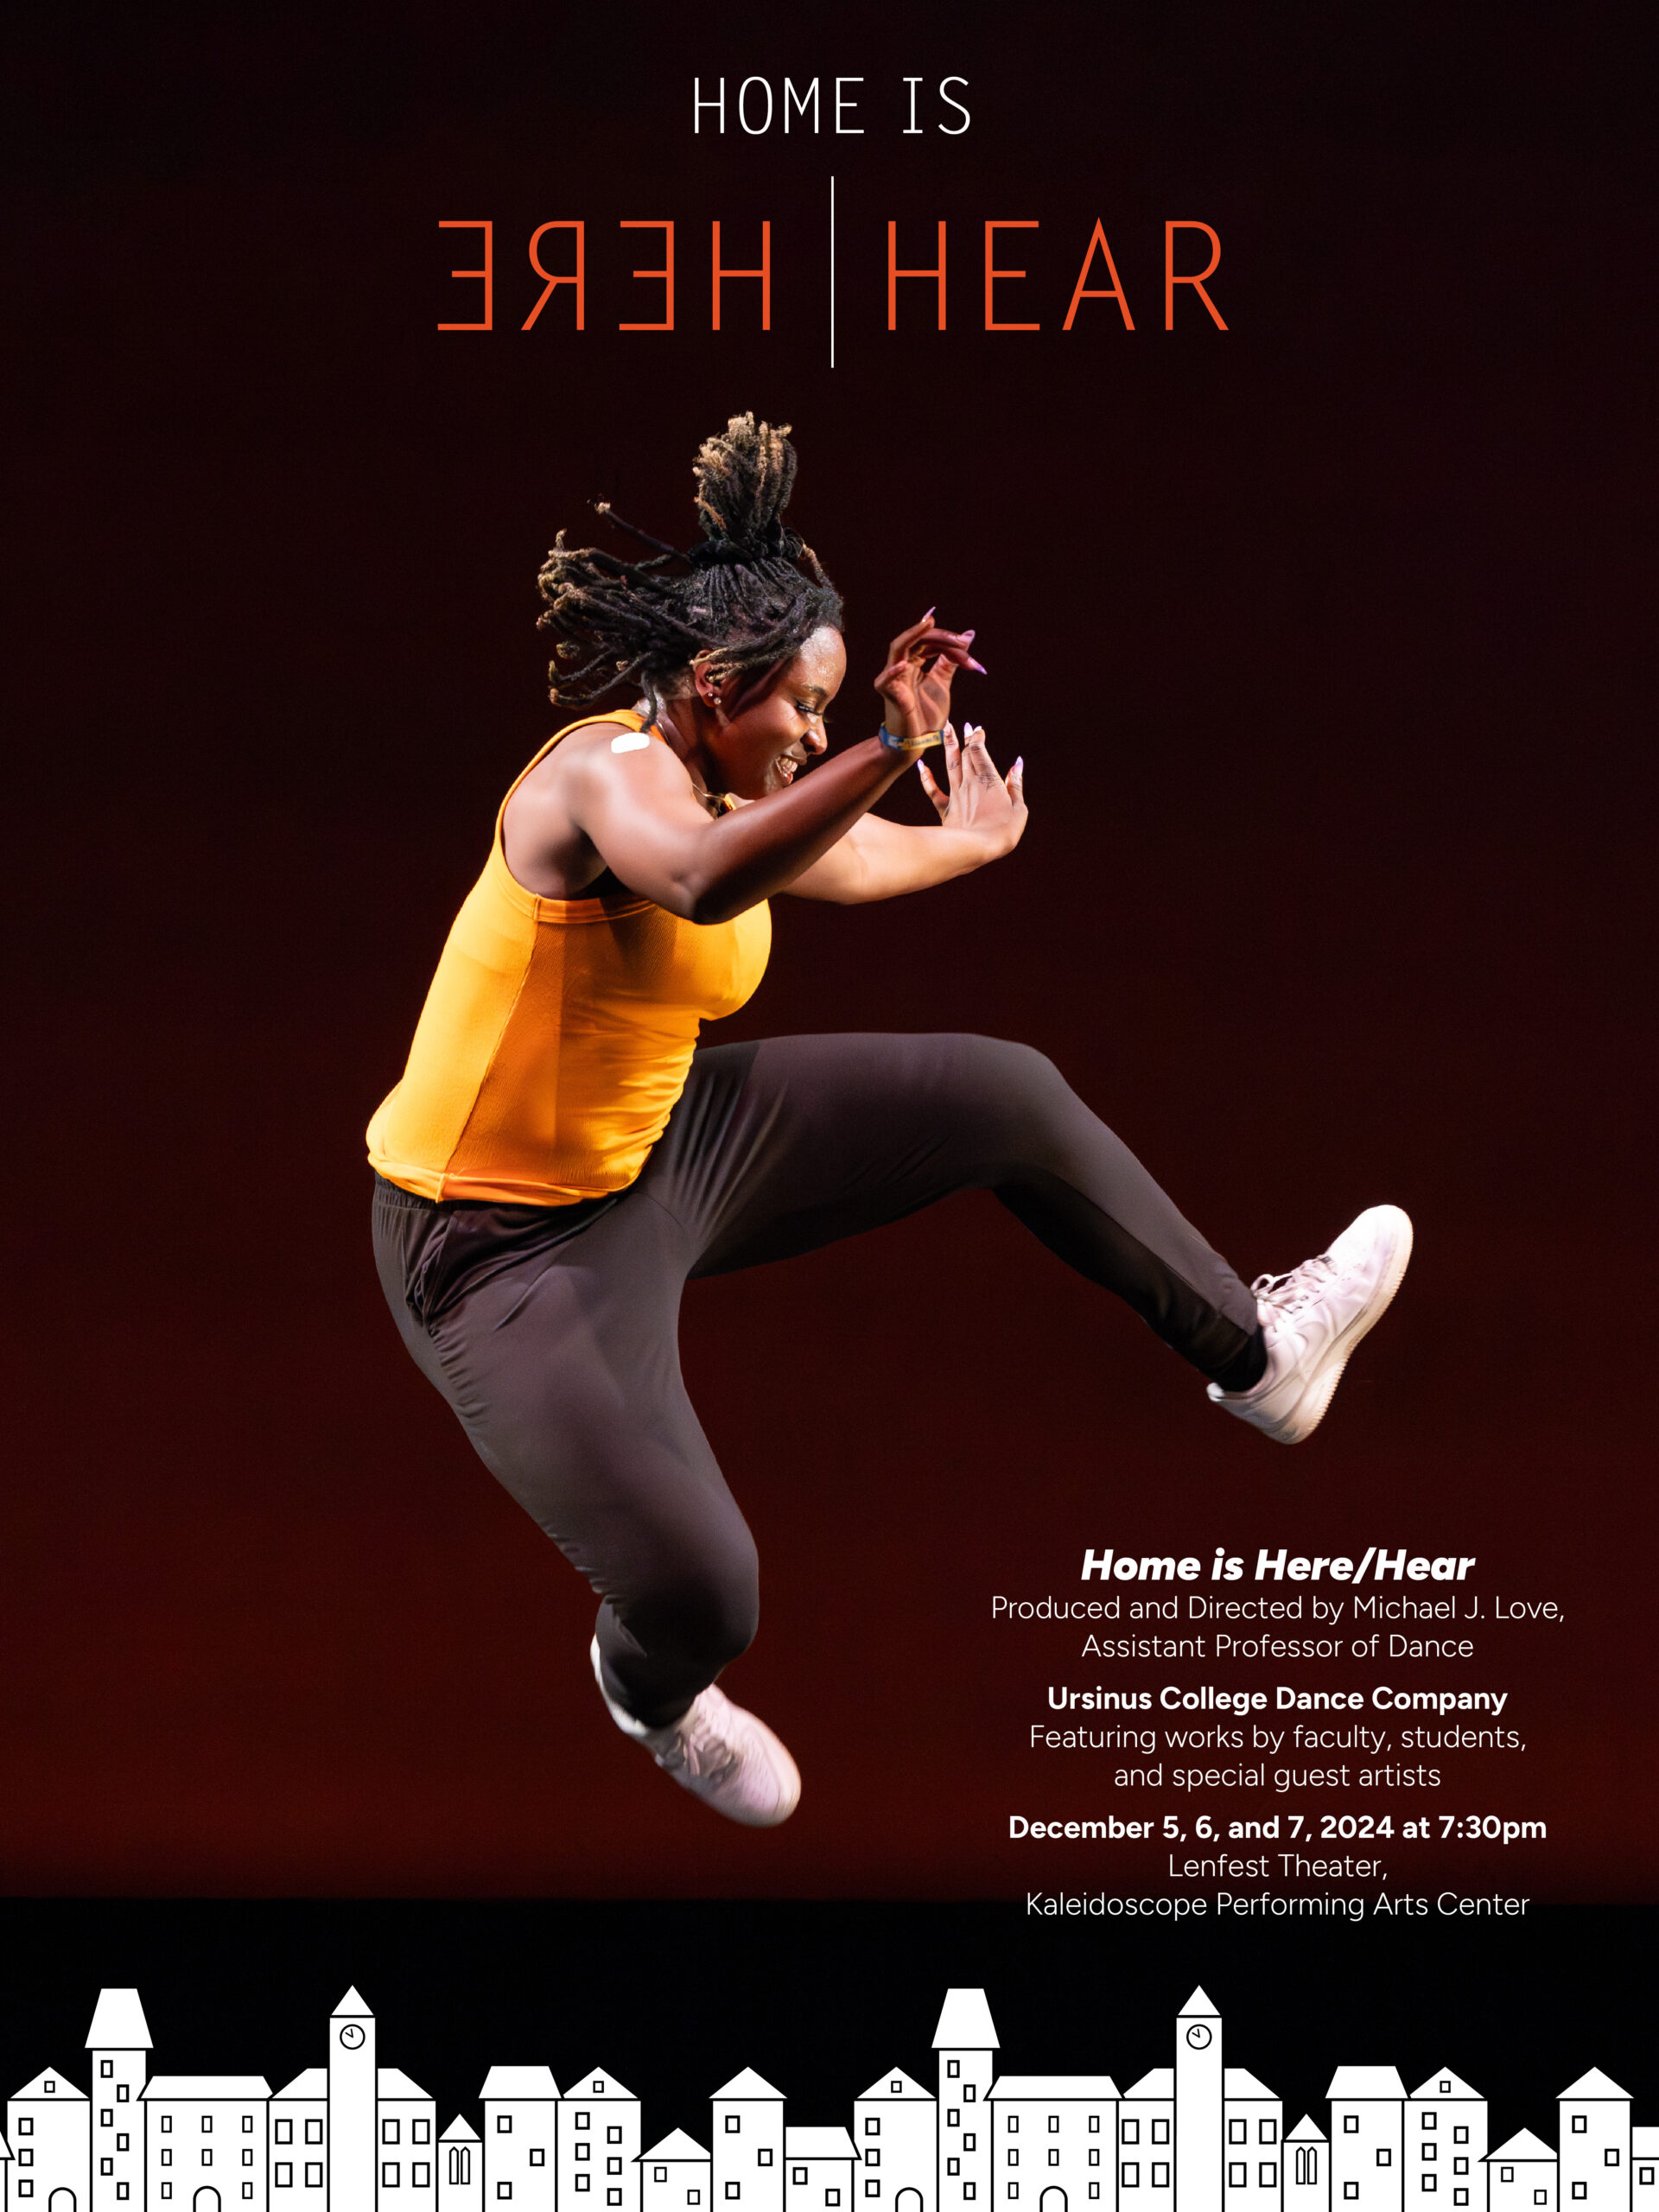 HOME IS
HERE | HEAR
Home is Here/Hear
Produced and Directed by Michael J. Love,
Assistant Professor of Dance
Ursinus College Dance Company
Featuring works by faculty, students,
and special guest artists
December 5, 6, and 7, 2024 at 7:30pm
Lenfest Theater,
Kaleidoscope Performing Arts Center